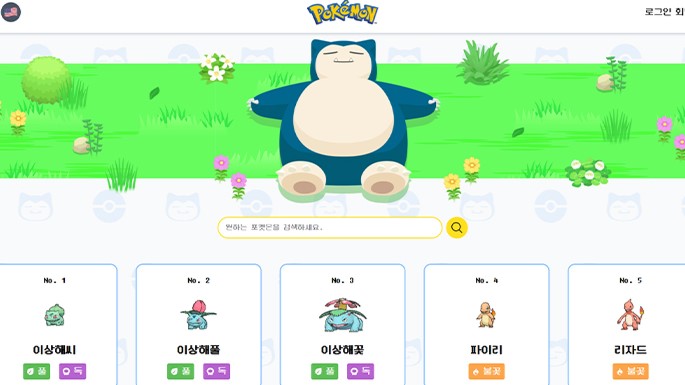 POKéMON
로그인 회
원하는 포켓몬을 검색하세요.
No. 1
No. 2
No. 3
No. 4
No. 5
이상해씨
이상해풀
이상해꽃
파이리
리자드
풀 독
풀 독
풀 독
불꽃
불꽃